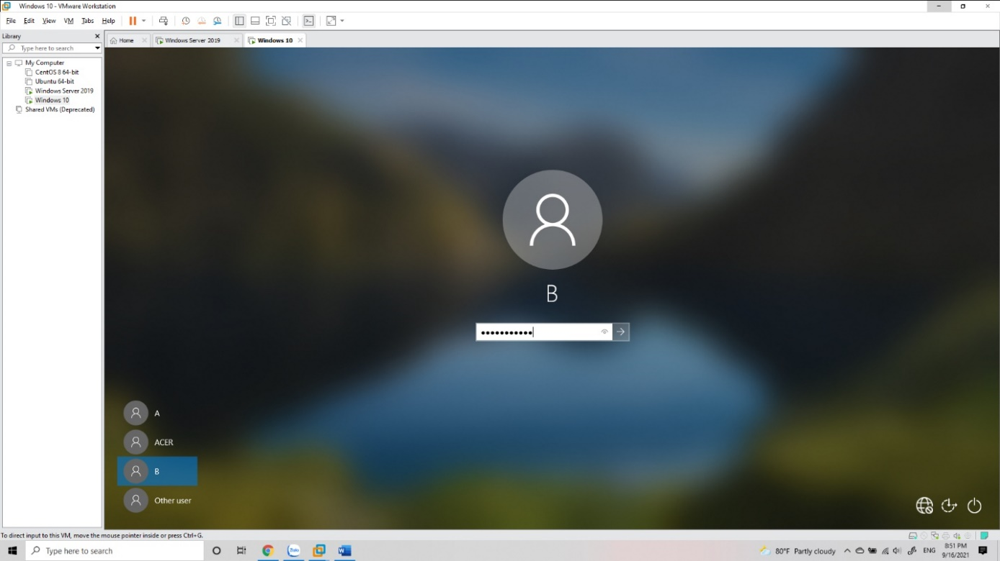 Windows 10 - VMware Workstation
File Edit View VM Tabs Help
Library
Type here to search
My Computer
CentOS 8 64-bit
Ubuntu 64-bit
Windows Server 2019
Windows 10
Shared VMs (Deprecated)
Home
Windows Server 2019
Windows 10
B
A
ACER
B
Other user
To direct input to this VM, move the mouse pointer inside or press Ctrl+G.
Type here to search
Zalo
W
80°F Partly cloudy
ENG
8:51 PM
9/16/2021